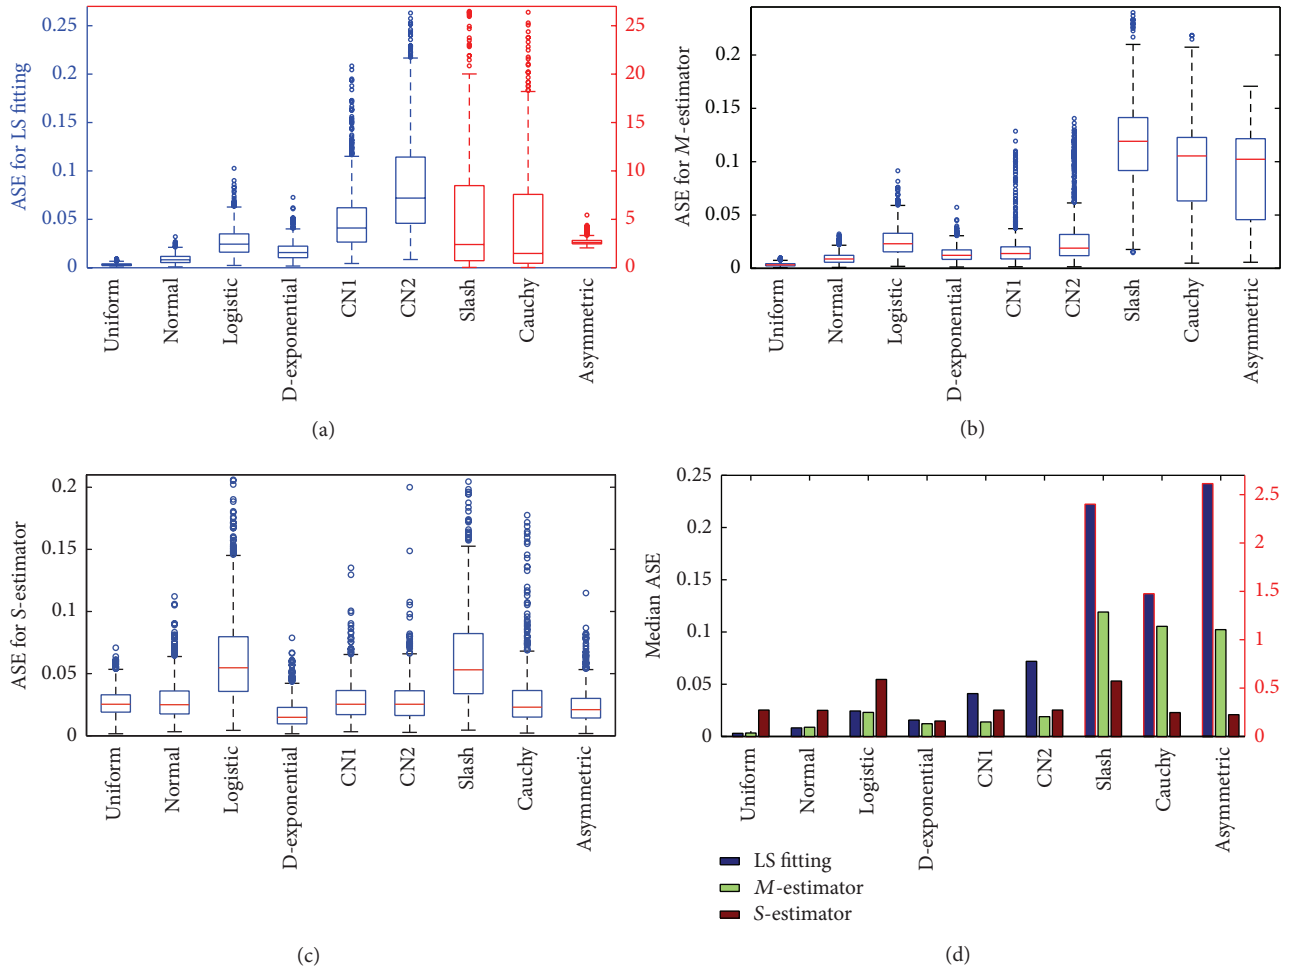 ASE for LS fitting
0.25
0.2
0.15
0.1
0.05
0
25
20
15
10
5
0
Uniform
Normal
Logistic
D-exponential
CN1
CN2
Slash
Cauchy
Asymmetric
(a)
ASE for M-estimator
0.2
0.15
0.1
0.05
0
Uniform
Normal
Logistic
D-exponential
CN1
CN2
Slash
Cauchy
Asymmetric
(b)
ASE for S-estimator
0.2
0.15
0.1
0.05
0
Uniform
Normal
Logistic
D-exponential
CN1
CN2
Slash
Cauchy
Asymmetric
(c)
Median ASE
0.25
0.2
0.15
0.1
0.05
0
2.5
2
1.5
1
0.5
0
Uniform
Normal
Logistic
D-exponential
CN1
CN2
Slash
Cauchy
Asymmetric
LS fitting
M-estimator
S-estimator
(d)